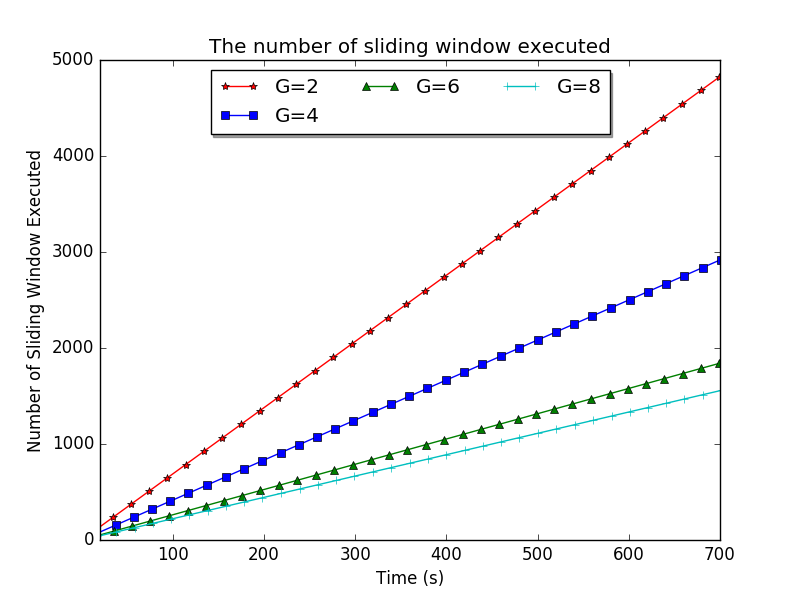 The number of sliding window executed
G=2 G=6 G=8
G=4
Number of Sliding Window Executed
5000
4000
3000
2000
1000
0
100 200 300 400 500 600 700
Time (s)